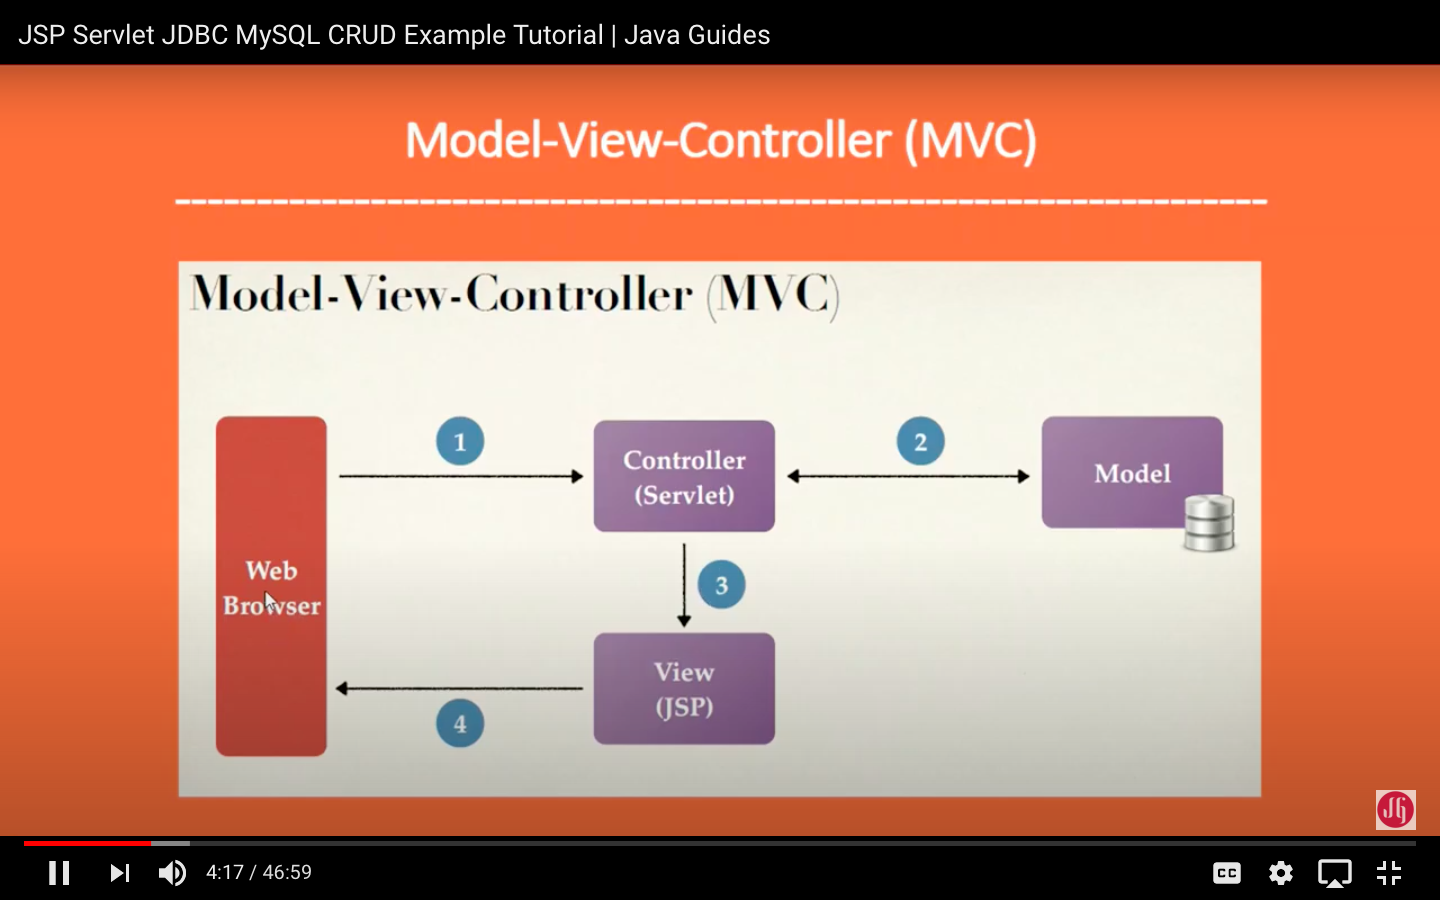 JSP Servlet JDBC MySQL CRUD Example Tutorial | Java Guides
Model-View-Controller (MVC)
Model-View-Controller (MVC)
1
Controller
(Servlet)
2
Model
3
Web
Browser
View
(JSP)
4
JG
4:17 / 46:59
CC